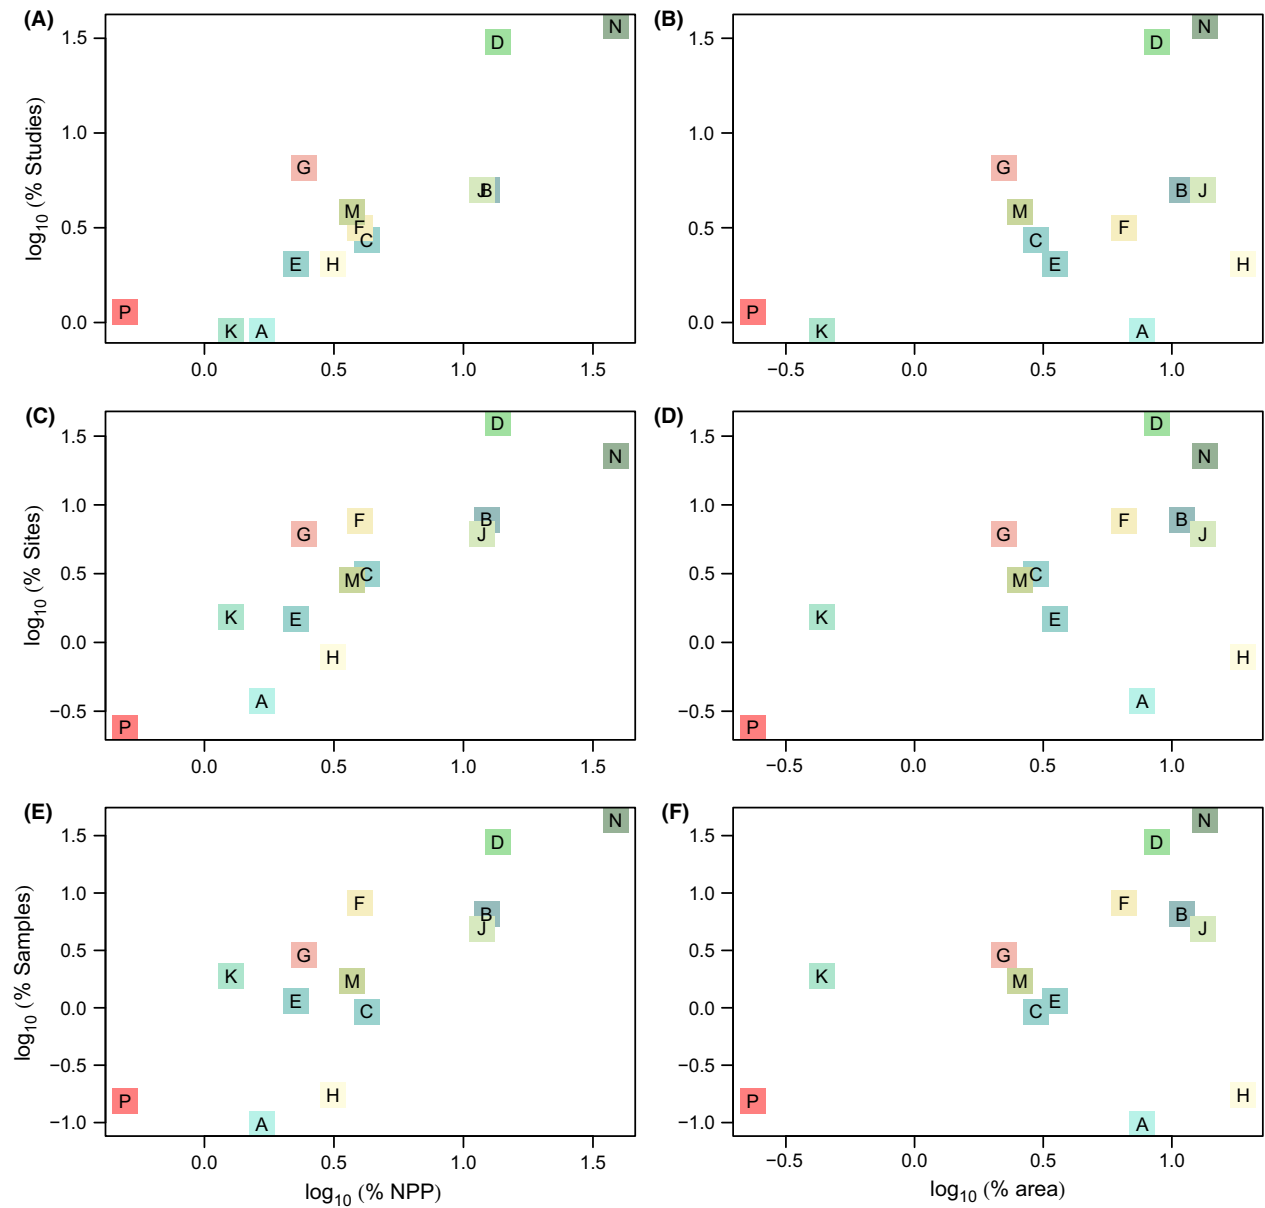 (A)
N
D
G
J B
M
F
C
E
H
P
K
A
1.5
1.0
0.5
0.0
log10 (% Studies)
0.0 0.5 1.0 1.5
(B)
N
D
G
B
J
M
F
C
E
H
P
K
A
1.5
1.0
0.5
0.0
−0.5 0.0 0.5 1.0
(C)
D
N
B
F
G
J
C
M
K
E
H
A
P
1.5
1.0
0.5
0.0
−0.5
log10 (% Sites)
0.0 0.5 1.0 1.5
(D)
D
N
B
F
G
J
C
M
K
E
H
A
P
1.5
1.0
0.5
0.0
−0.5
−0.5 0.0 0.5 1.0
(E)
N
D
F
B
J
G
K
M
E
C
H
P
A
1.5
1.0
0.5
0.0
−0.5
−1.0
log10 (% Samples)
0.0 0.5 1.0 1.5
log10 (% NPP)
(F)
N
D
F
B
J
G
K
M
E
C
H
P
A
1.5
1.0
0.5
0.0
−0.5
−1.0
−0.5 0.0 0.5 1.0
log10 (% area)